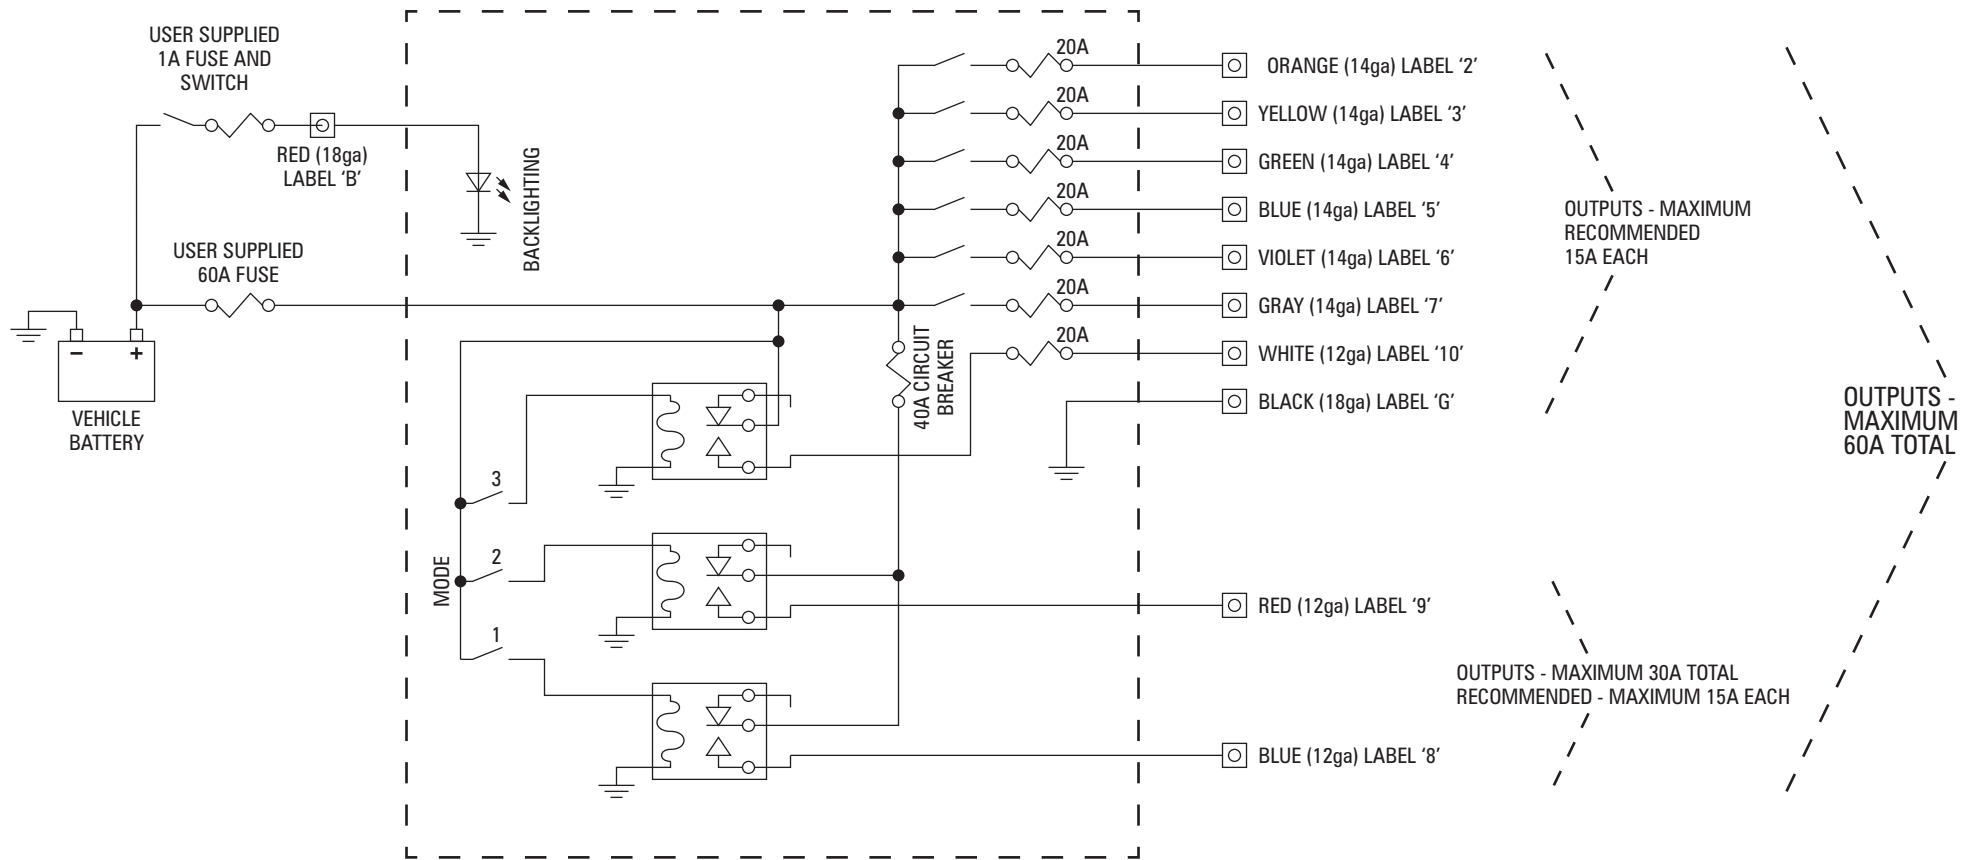 USER SUPPLIED
1A FUSE AND
SWITCH
RED (18ga)
LABEL ‘B’
BACKLIGHTING
USER SUPPLIED
60A FUSE
− +
VEHICLE
BATTERY
20A
ORANGE (14ga) LABEL ‘2’
20A
YELLOW (14ga) LABEL ‘3’
20A
GREEN (14ga) LABEL ‘4’
20A
BLUE (14ga) LABEL ‘5’
20A
VIOLET (14ga) LABEL ‘6’
20A
GRAY (14ga) LABEL ‘7’
20A
WHITE (12ga) LABEL ‘10’
BLACK (18ga) LABEL ‘G’
40A CIRCUIT
BREAKER
MODE
3
2
1
RED (12ga) LABEL ‘9’
BLUE (12ga) LABEL ‘8’
OUTPUTS - MAXIMUM
RECOMMENDED
15A EACH
OUTPUTS - MAXIMUM 30A TOTAL
RECOMMENDED - MAXIMUM 15A EACH
OUTPUTS -
MAXIMUM
60A TOTAL